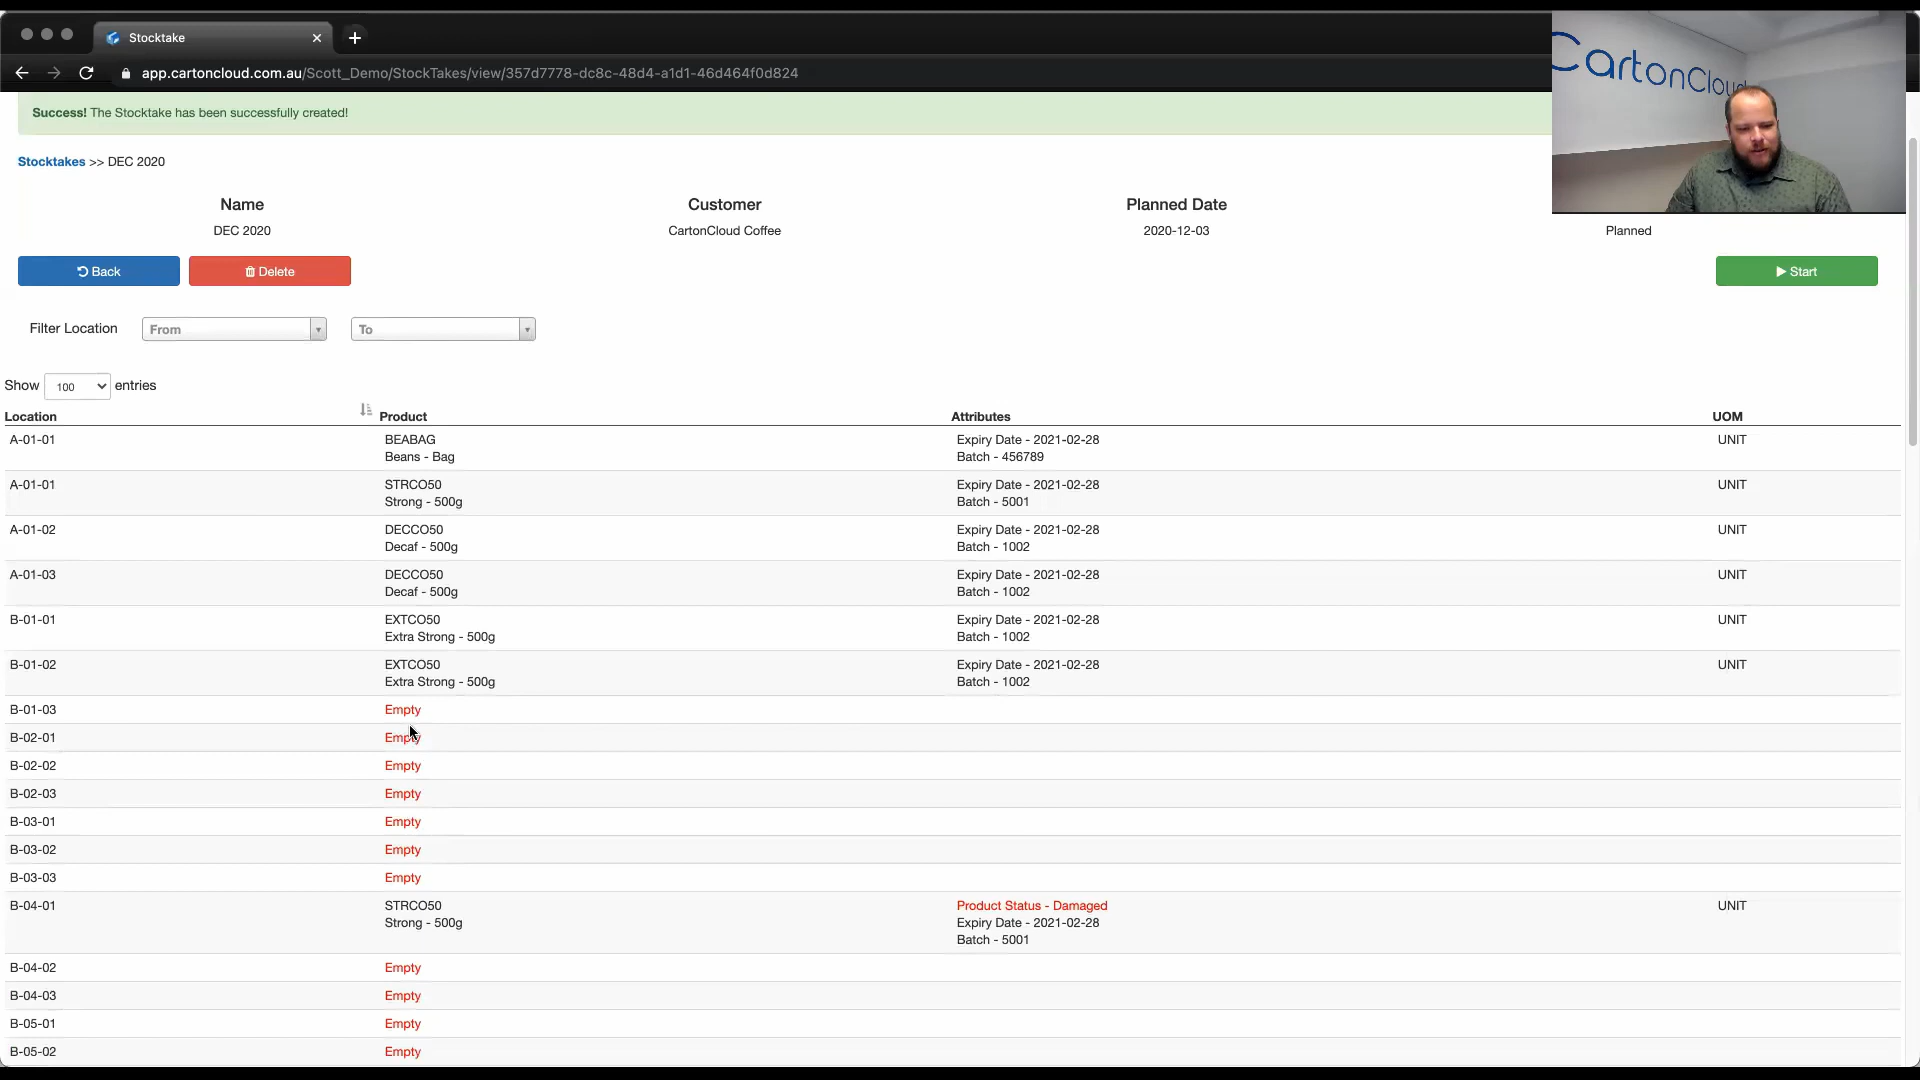 Stocktake
app.cartoncloud.com.au/Scott_Demo/StockTakes/view/357d7778-dc8c-48d4-a1d1-46d464f0d824
CartonCloud
Success! The Stocktake has been successfully created!
Stocktakes >> DEC 2020
Name Customer Planned Date
DEC 2020 CartonCloud Coffee 2020-12-03 Planned
Back Delete Start
Filter Location From To
Show 100 entries
Location Product Attributes UOM
A-01-01 BEABAG Expiry Date - 2021-02-28 UNIT
Beans - Bag Batch - 456789
A-01-01 STRCO50 Expiry Date - 2021-02-28 UNIT
Strong - 500g Batch - 5001
A-01-02 DECCO50 Expiry Date - 2021-02-28 UNIT
Decaf - 500g Batch - 1002
A-01-03 DECCO50 Expiry Date - 2021-02-28 UNIT
Decaf - 500g Batch - 1002
B-01-01 EXTCO50 Expiry Date - 2021-02-28 UNIT
Extra Strong - 500g Batch - 1002
B-01-02 EXTCO50 Expiry Date - 2021-02-28 UNIT
Extra Strong - 500g Batch - 1002
B-01-03 Empty
B-02-01 Empty
B-02-02 Empty
B-02-03 Empty
B-03-01 Empty
B-03-02 Empty
B-03-03 Empty
B-04-01 STRCO50 Product Status - Damaged UNIT
Strong - 500g Expiry Date - 2021-02-28
Batch - 5001
B-04-02 Empty
B-04-03 Empty
B-05-01 Empty
B-05-02 Empty